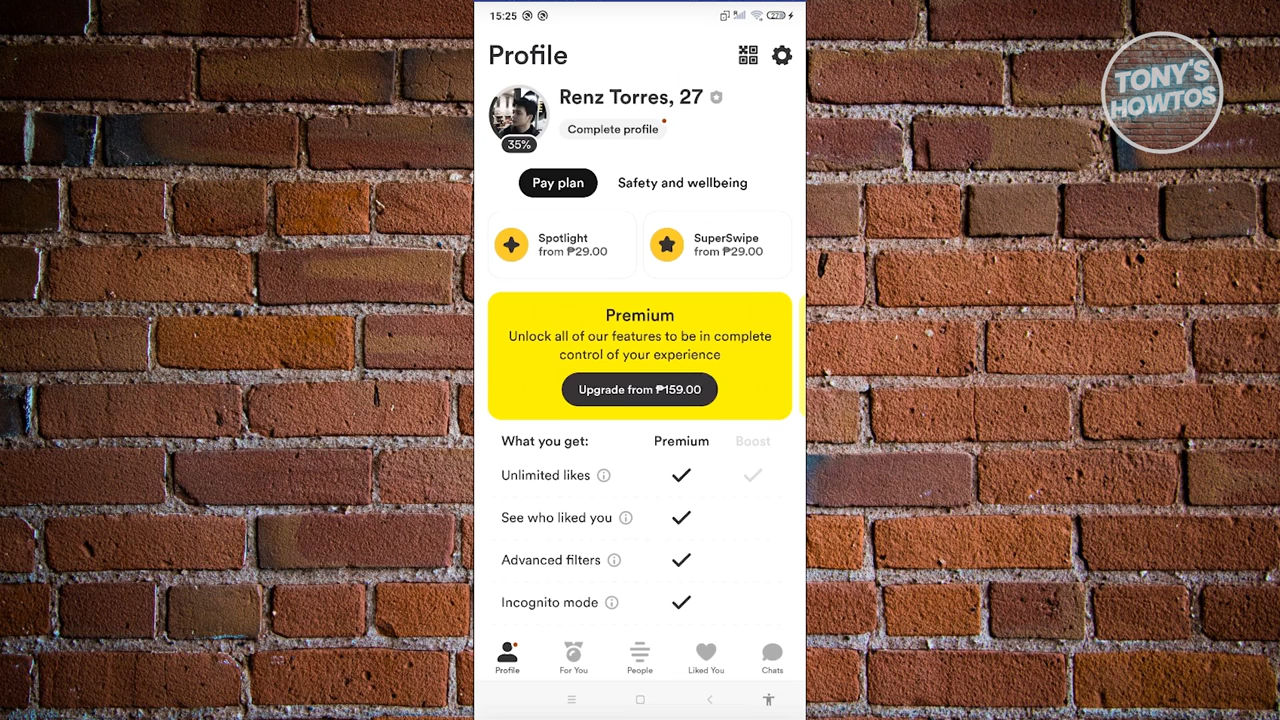 15:25
27
Profile
TONY'S
HOWTOS
Renz Torres, 27
Complete profile
35%
Pay plan
Safety and wellbeing
Spotlight
from ₱29.00
SuperSwipe
from ₱29.00
Premium
Unlock all of our features to be in complete
control of your experience
Upgrade from ₱159.00
What you get: Premium Boost
Unlimited likes
See who liked you
Advanced filters
Incognito mode
Profile For You People Liked You Chats